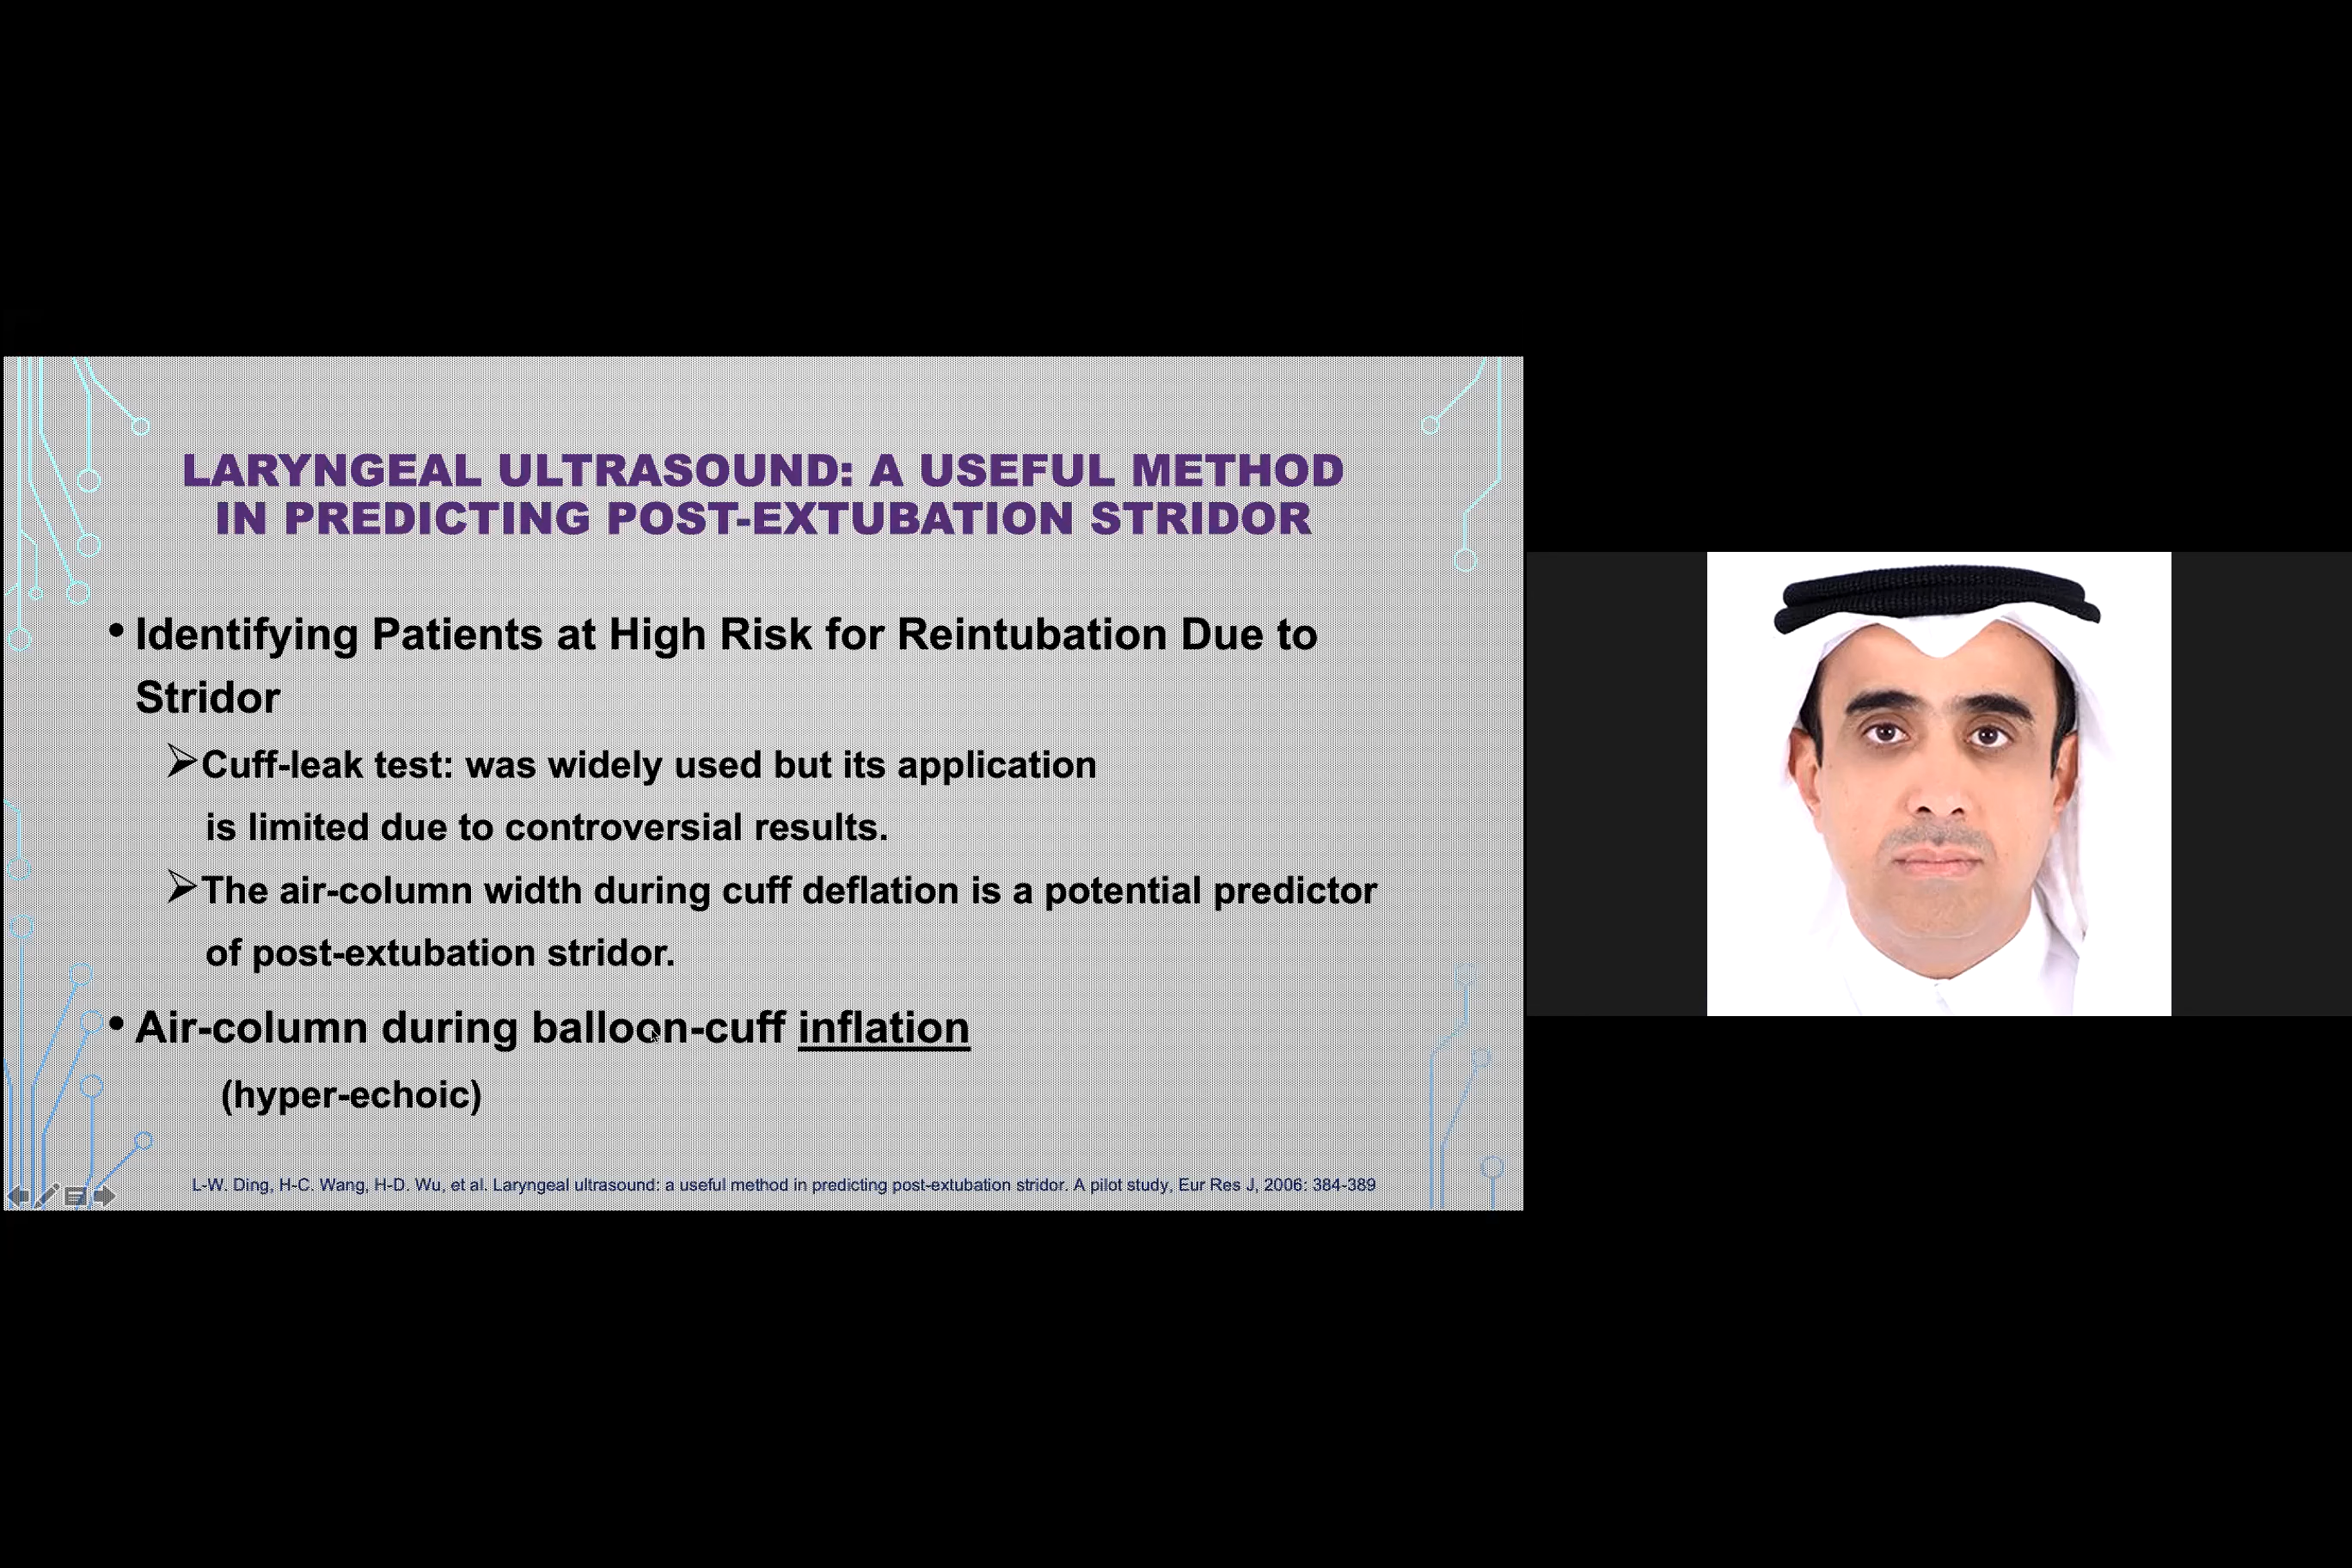 LARYNGEAL ULTRASOUND: A USEFUL METHOD
IN PREDICTING POST-EXTUBATION STRIDOR
• Identifying Patients at High Risk for Reintubation Due to
Stridor
➢Cuff-leak test: was widely used but its application
is limited due to controversial results.
➢The air-column width during cuff deflation is a potential predictor
of post-extubation stridor.
• Air-column during balloon-cuff inflation
(hyper-echoic)
L-W. Ding, H-C. Wang, H-D. Wu, et al. Laryngeal ultrasound: a useful method in predicting post-extubation stridor. A pilot study, Eur Res J, 2006: 384-389